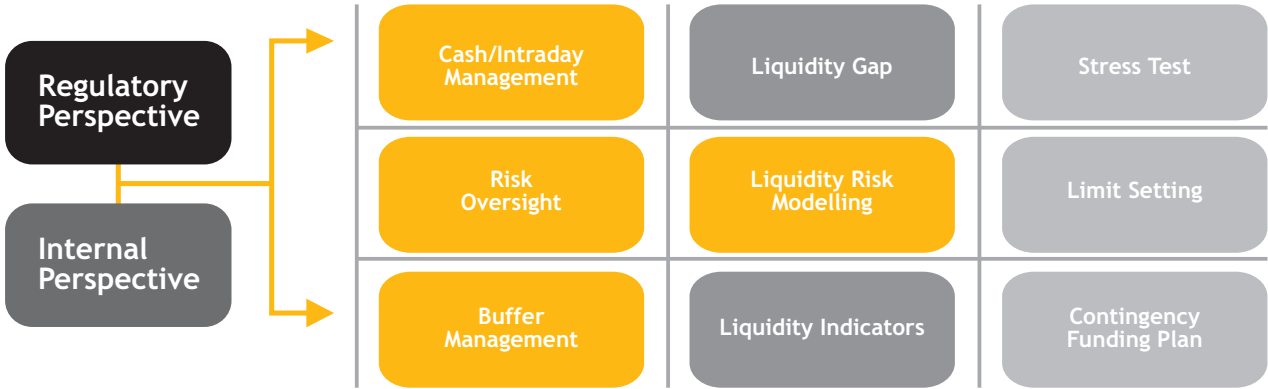 Regulatory
Perspective
Internal
Perspective
Cash/Intraday
Management
Liquidity Gap
Stress Test
Risk
Oversight
Liquidity Risk
Modelling
Limit Setting
Buffer
Management
Liquidity Indicators
Contingency
Funding Plan